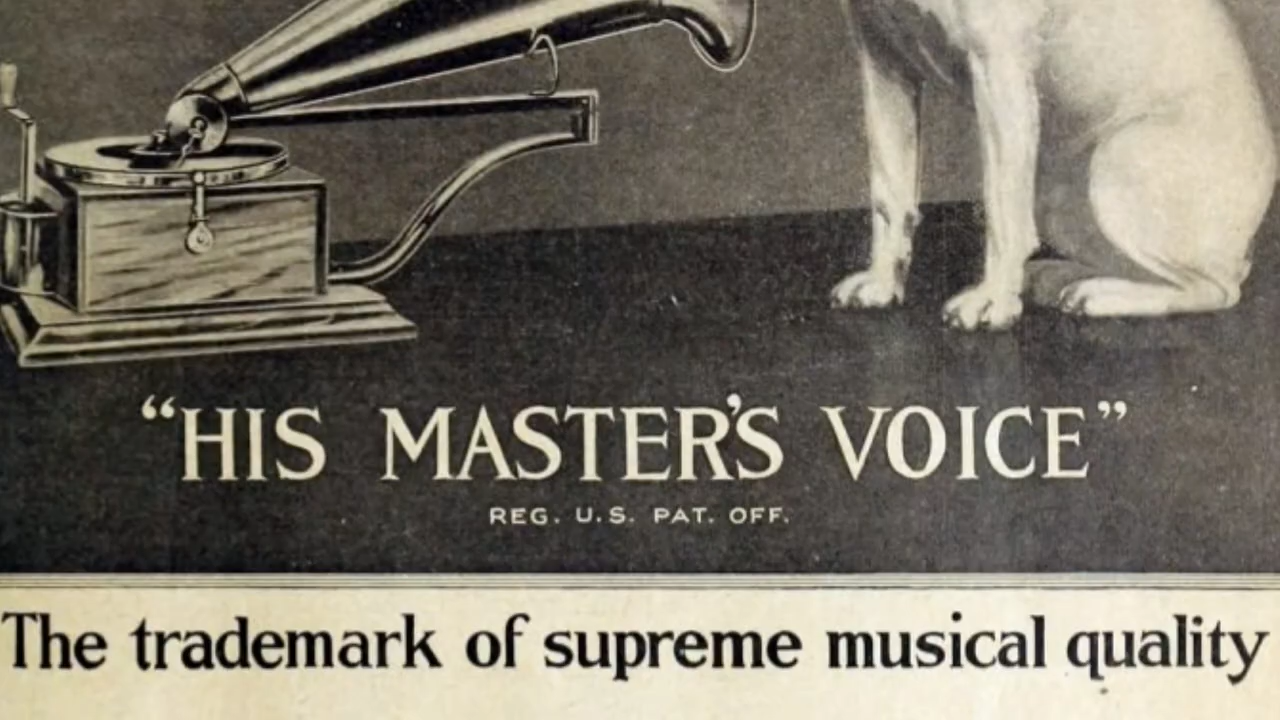 “HIS MASTER’S VOICE”
REG. U.S. PAT. OFF.
The trademark of supreme musical quality